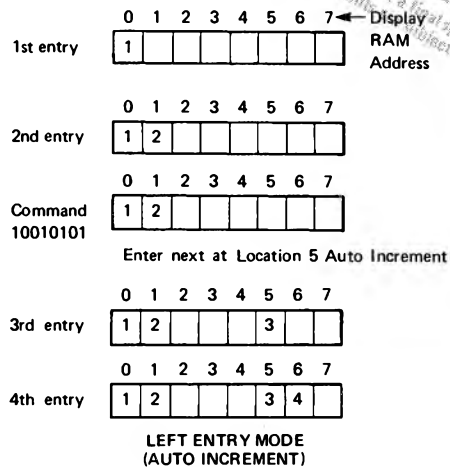 0 1 2 3 4 5 6 7 ← Display
1st entry 1 RAM
Address
0 1 2 3 4 5 6 7
2nd entry 1 2
0 1 2 3 4 5 6 7
Command 1 2
10010101
Enter next at Location 5 Auto Increment
0 1 2 3 4 5 6 7
3rd entry 1 2 3
0 1 2 3 4 5 6 7
4th entry 1 2 3 4
LEFT ENTRY MODE
(AUTO INCREMENT)